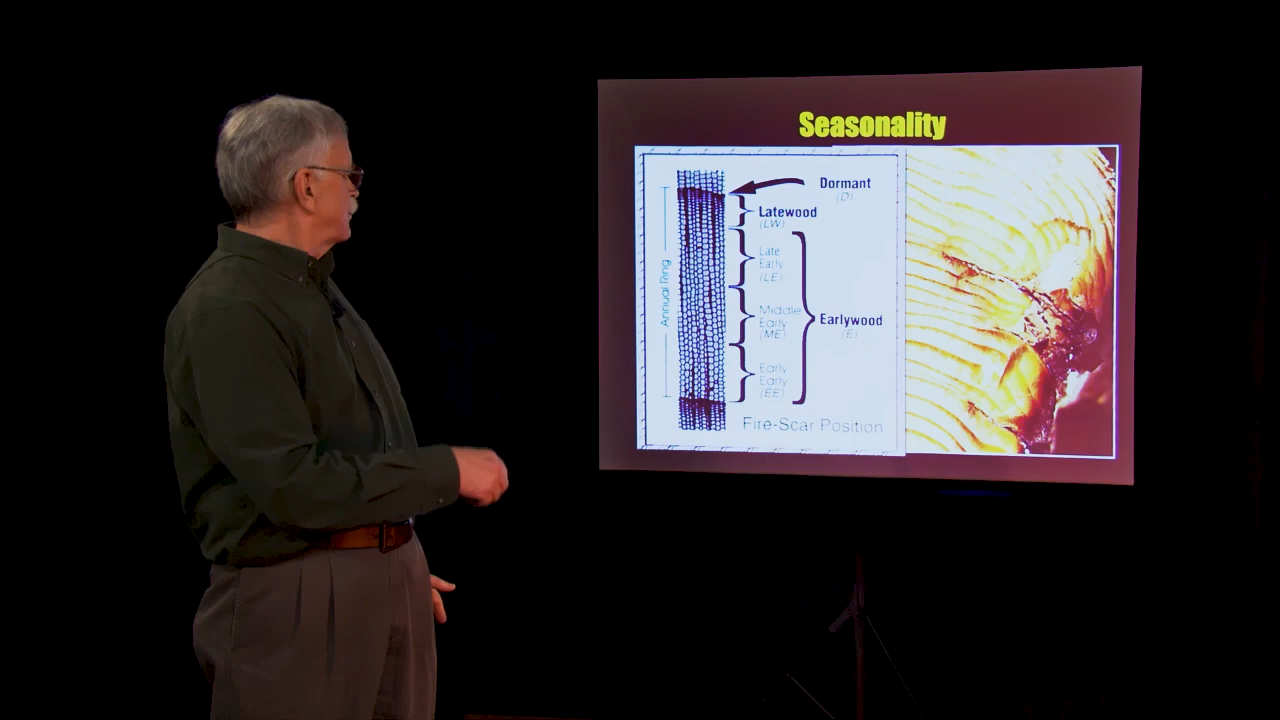 Seasonality
Annual Ring
Dormant
(D)
Latewood
(LW)
Late
Early
(LE)
Middle
Early
(ME)
Earlywood
(E)
Early
Early
(EE)
Fire-Scar Position